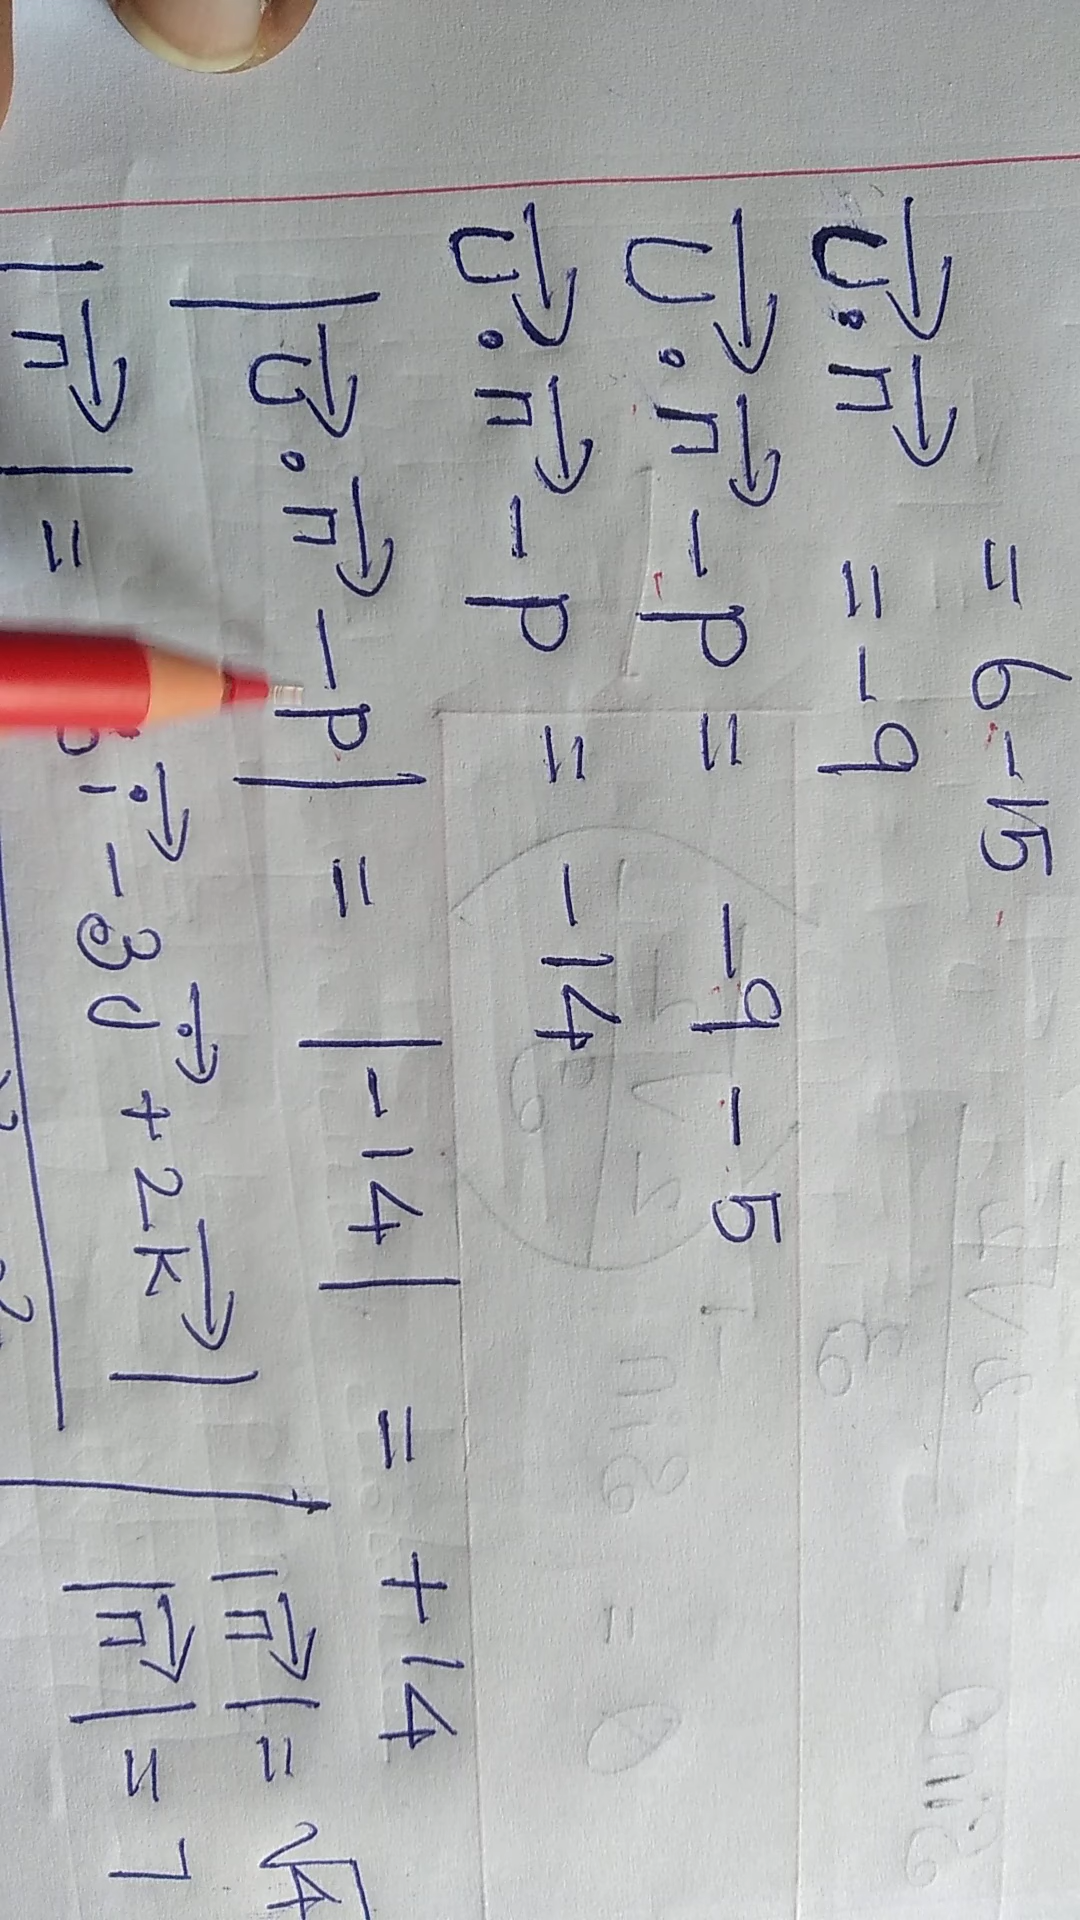 = 6 - 15
u⃗.n⃗ = -9
u⃗.n⃗ - p = -9 - 5
u⃗.n⃗ - p = -14
|u⃗.n⃗ - p| = |-14| = +14
|n⃗| = i⃗ - 3j⃗ + 2k⃗| |n⃗| = √4
|n⃗| = 7